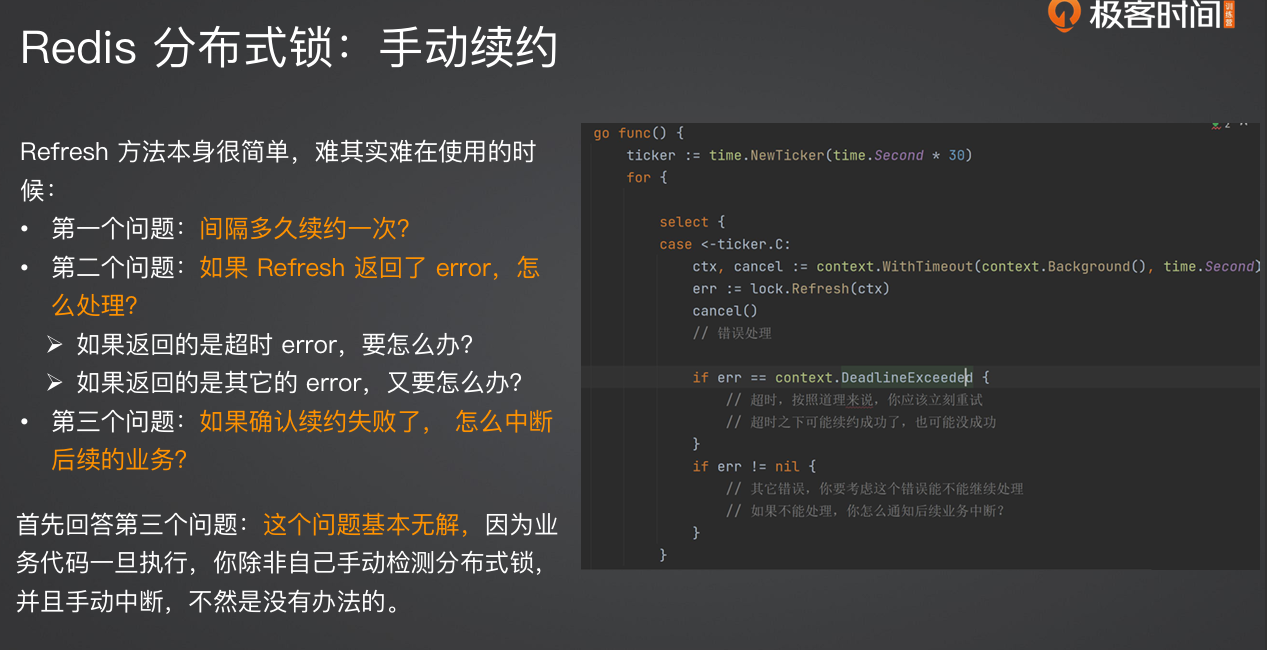 极客时间
训练营
Redis 分布式锁：手动续约
Refresh 方法本身很简单，难其实难在使用的时
候：
• 第一个问题：间隔多久续约一次？
• 第二个问题：如果 Refresh 返回了 error，怎
么处理？
➢ 如果返回的是超时 error，要怎么办？
➢ 如果返回的是其它的 error，又要怎么办？
• 第三个问题：如果确认续约失败了， 怎么中断
后续的业务？
首先回答第三个问题：这个问题基本无解，因为业
务代码一旦执行，你除非自己手动检测分布式锁，
并且手动中断，不然是没有办法的。
go func() {
ticker := time.NewTicker(time.Second * 30)
for {
select {
case <-ticker.C:
ctx, cancel := context.WithTimeout(context.Background(), time.Second)
err := lock.Refresh(ctx)
cancel()
// 错误处理
if err == context.DeadlineExceeded {
// 超时，按照道理来说，你应该立刻重试
// 超时之下可能续约成功了，也可能没成功
}
if err != nil {
// 其它错误，你要考虑这个错误能不能继续处理
// 如果不能处理，你怎么通知后续业务中断？
}
}